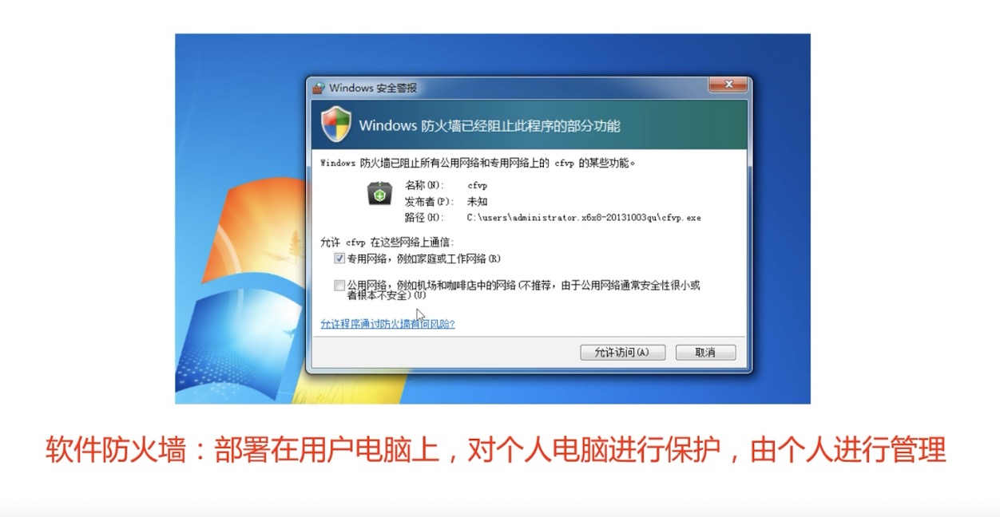 Windows 安全警报
Windows 防火墙已经阻止此程序的部分功能
Windows 防火墙已阻止所有公用网络和专用网络上的 cfvp 的某些功能。
名称(N): cfvp
发布者(P): 未知
路径(H): C:\users\administrator.x6x8-20131003qu\cfvp.exe
允许 cfvp 在这些网络上通信:
专用网络，例如家庭或工作网络(R)
公用网络，例如机场和咖啡店中的网络(不推荐，由于公用网络通常安全性很小或
者根本不安全)(U)
允许程序通过防火墙有何风险?
允许访问(A) 取消
软件防火墙：部署在用户电脑上，对个人电脑进行保护，由个人进行管理